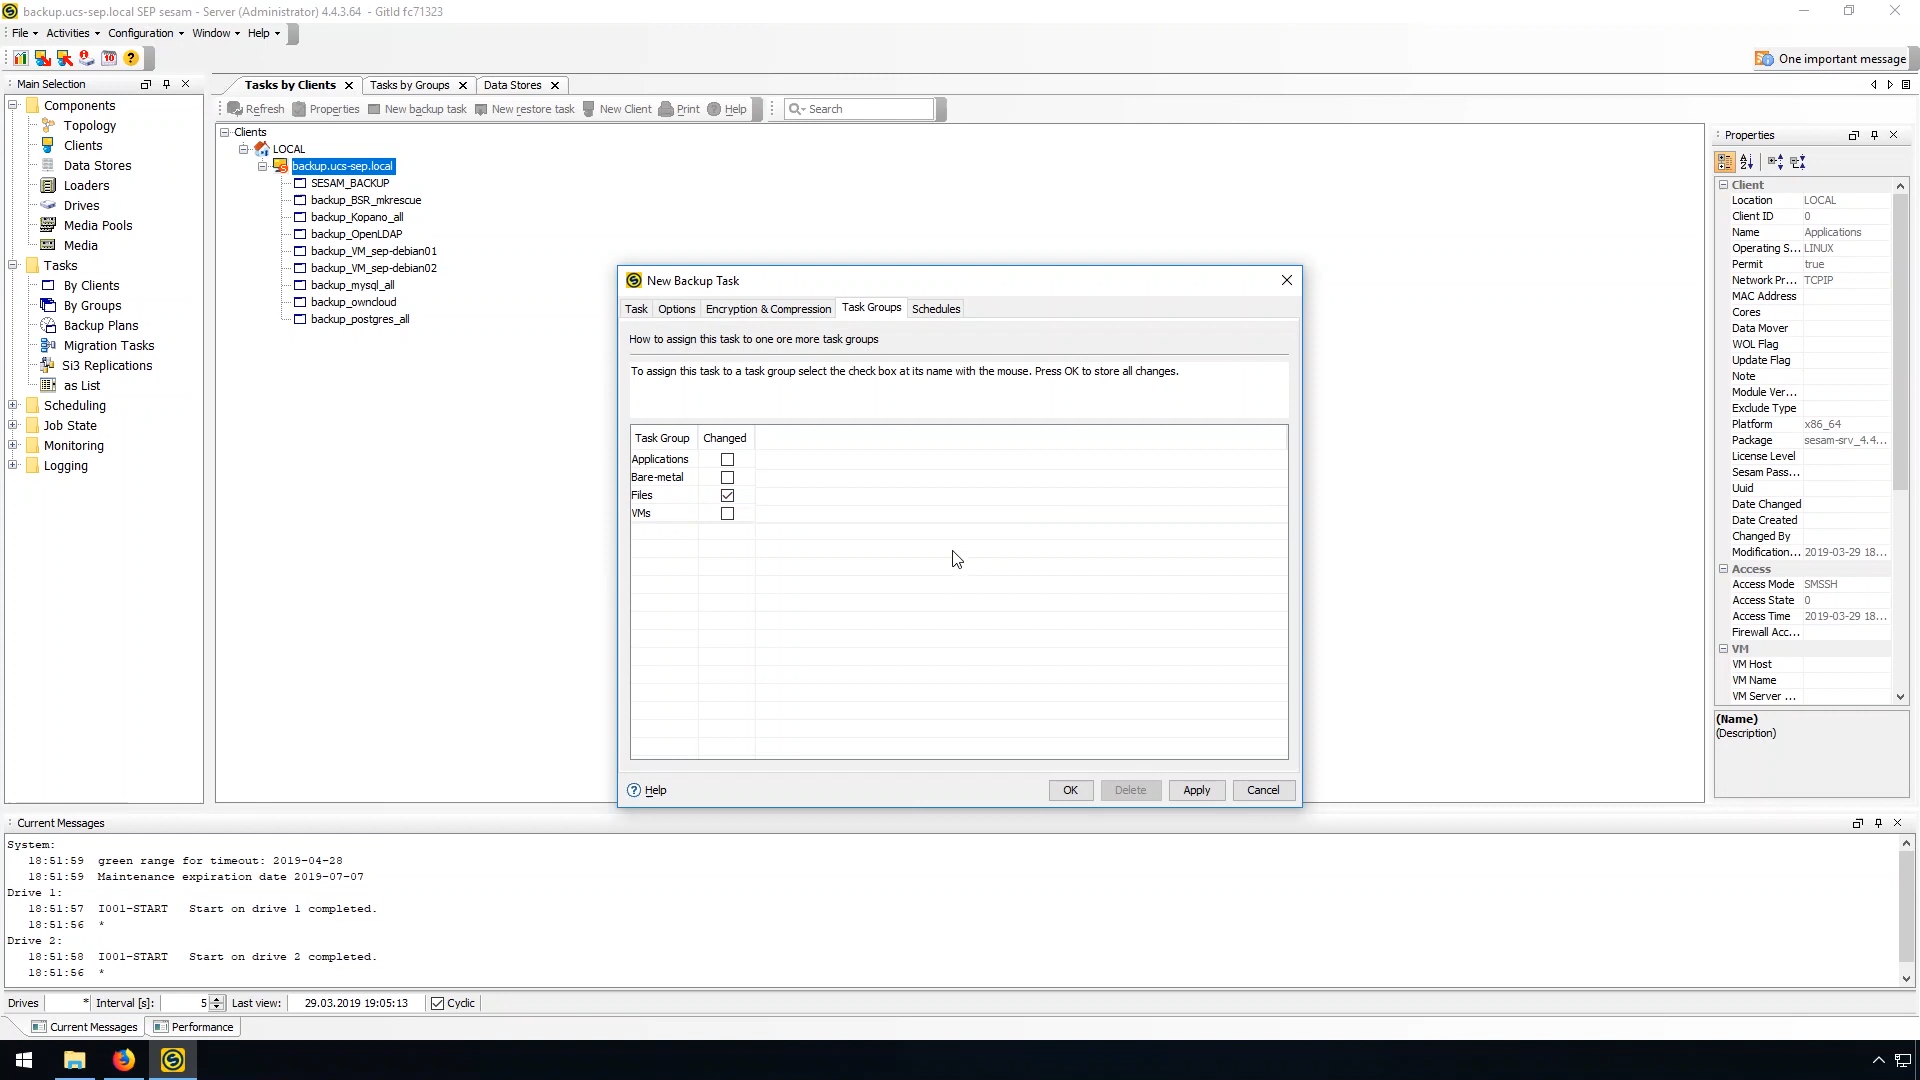 backup.ucs-sep.local SEP sesam - Server (Administrator) 4.4.3.64 - GitId fc71323
File Activities Configuration Window Help
10 ?
One important message
Main Selection
Components
Topology
Clients
Data Stores
Loaders
Drives
Media Pools
Media
Tasks
By Clients
By Groups
Backup Plans
Migration Tasks
Si3 Replications
as List
Scheduling
Job State
Monitoring
Logging
Tasks by Clients Tasks by Groups Data Stores
Refresh Properties New backup task New restore task New Client Print Help Search
Clients
LOCAL
backup.ucs-sep.local
SESAM_BACKUP
backup_BSR_mkrescue
backup_Kopano_all
backup_OpenLDAP
backup_VM_sep-debian01
backup_VM_sep-debian02
backup_mysql_all
backup_owncloud
backup_postgres_all
New Backup Task
Task Options Encryption & Compression Task Groups Schedules
How to assign this task to one ore more task groups
To assign this task to a task group select the check box at its name with the mouse. Press OK to store all changes.
Task Group Changed
Applications
Bare-metal
Files
VMs
Help OK Delete Apply Cancel
Properties
Client
Location LOCAL
Client ID 0
Name Applications
Operating S... LINUX
Permit true
Network Pr... TCPIP
MAC Address
Cores
Data Mover
WOL Flag
Update Flag
Note
Module Ver...
Exclude Type
Platform x86_64
Package sesam-srv_4.4...
License Level
Sesam Pass...
Uuid
Date Changed
Date Created
Changed By
Modification... 2019-03-29 18...
Access
Access Mode SMSSH
Access State 0
Access Time 2019-03-29 18...
Firewall Acc...
VM
VM Host
VM Name
VM Server ...
(Name)
(Description)
Current Messages
System:
18:51:59 green range for timeout: 2019-04-28
18:51:59 Maintenance expiration date 2019-07-07
Drive 1:
18:51:57 I001-START Start on drive 1 completed.
18:51:56 *
Drive 2:
18:51:58 I001-START Start on drive 2 completed.
18:51:56 *
Drives * Interval [s]: 5 Last view: 29.03.2019 19:05:13 Cyclic
Current Messages Performance